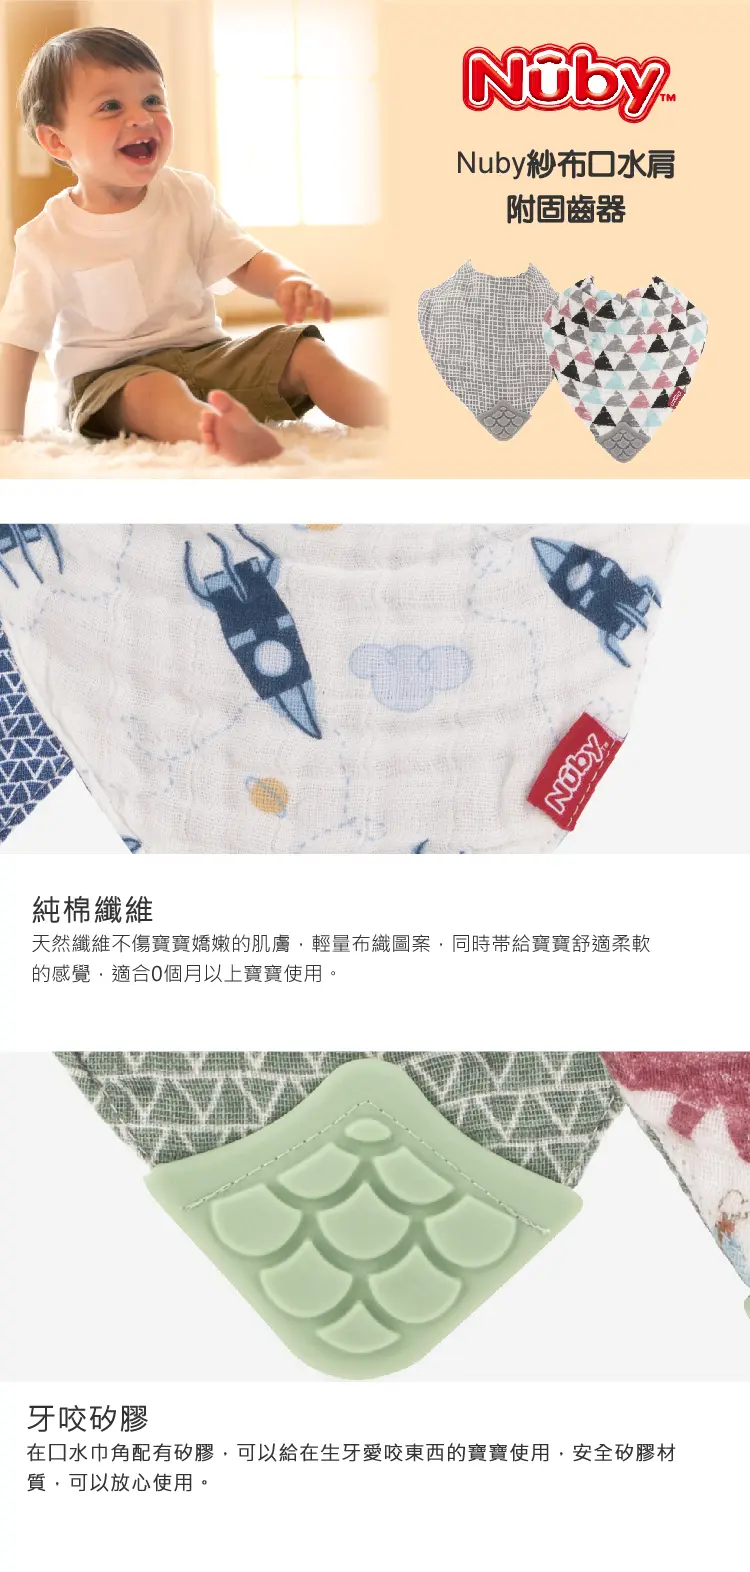 Nûby™
Nuby紗布口水肩
附固齒器
Nûby
Nûby™
純棉纖維
天然纖維不傷寶寶嬌嫩的肌膚，輕量布織圖案，同時帯給寶寶舒適柔軟
的感覺，適合0個月以上寶寶使用。
牙咬矽膠
在口水巾角配有矽膠，可以給在生牙愛咬東西的寶寶使用，安全矽膠材
質，可以放心使用。